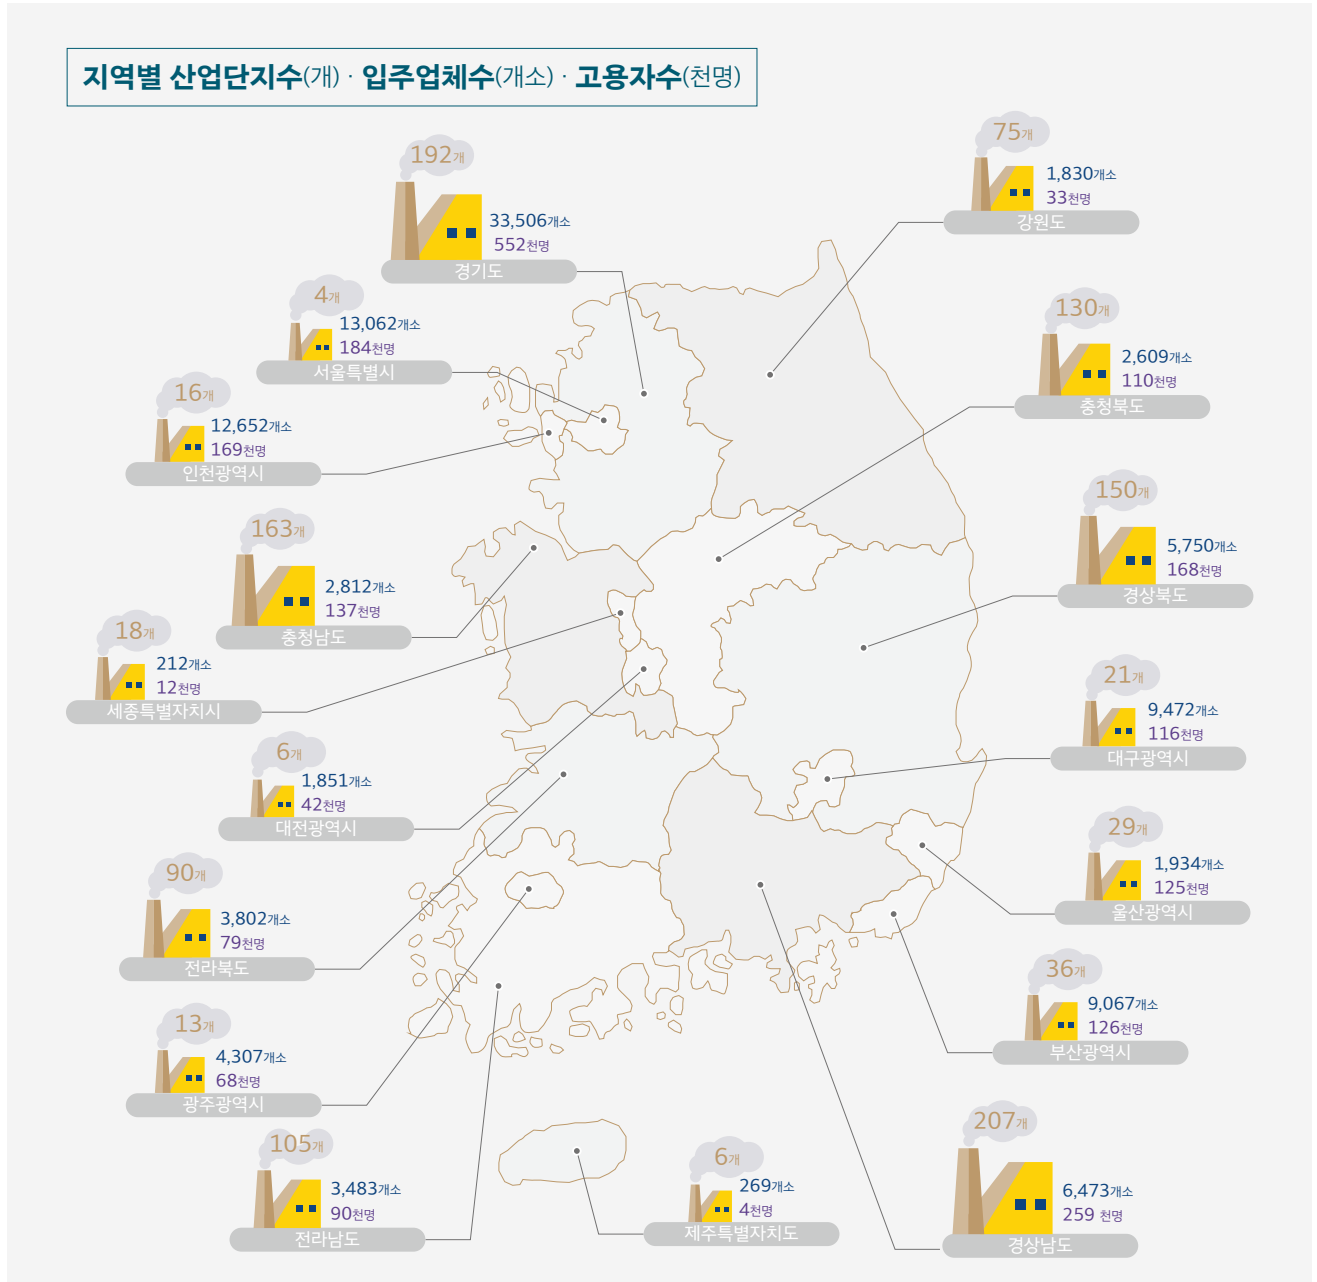 지역별 산업단지수(개) · 입주업체수(개소) · 고용자수(천명)
192개
33,506개소
552천명
경기도
4개
13,062개소
184천명
서울특별시
16개
12,652개소
169천명
인천광역시
163개
2,812개소
137천명
충청남도
18개
212개소
12천명
세종특별자치시
6개
1,851개소
42천명
대전광역시
90개
3,802개소
79천명
전라북도
13개
4,307개소
68천명
광주광역시
105개
3,483개소
90천명
전라남도
75개
1,830개소
33천명
강원도
130개
2,609개소
110천명
충청북도
150개
5,750개소
168천명
경상북도
21개
9,472개소
116천명
대구광역시
29개
1,934개소
125천명
울산광역시
36개
9,067개소
126천명
부산광역시
207개
6,473개소
259 천명
경상남도
6개
269개소
4천명
제주특별자치도